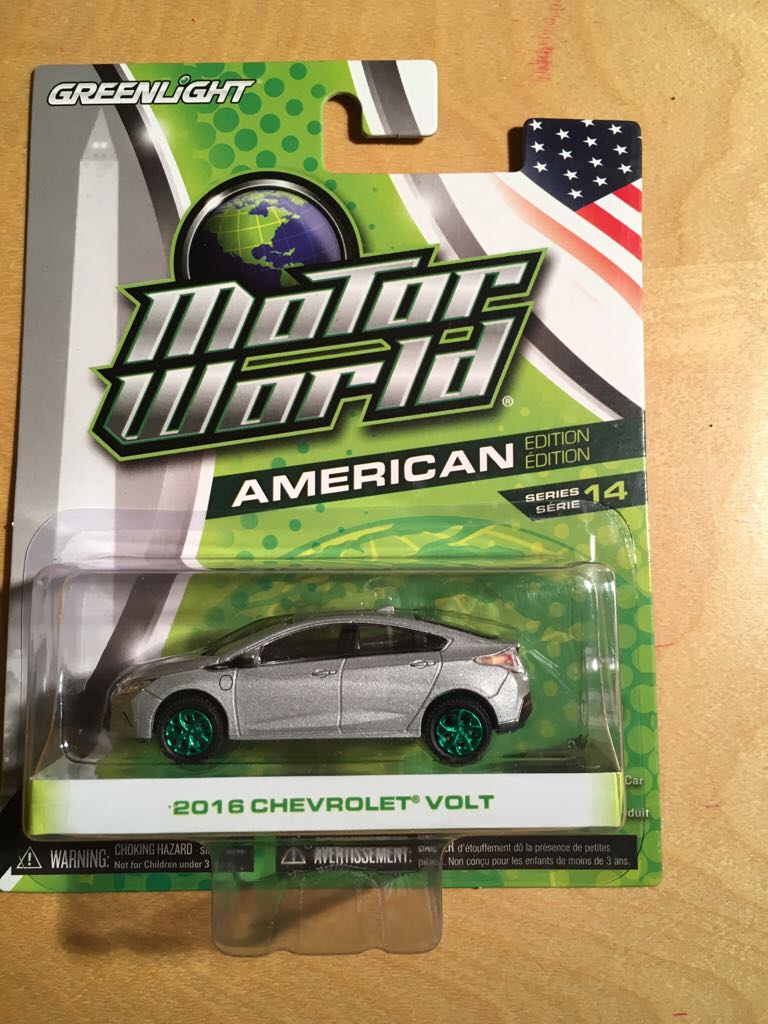 GREENLiGHT
MoTor
World®
AMERICAN EDITION
ÉDITION
SERIES 14
SÉRIE
Car
duit
2016 CHEVROLET® VOLT
WARNING: CHOKING HAZARD
Not for Children under 3
AVERTISSEMENT: d'étouffement dû à la présence de petites
Non conçu pour les enfants de moins de 3 ans.